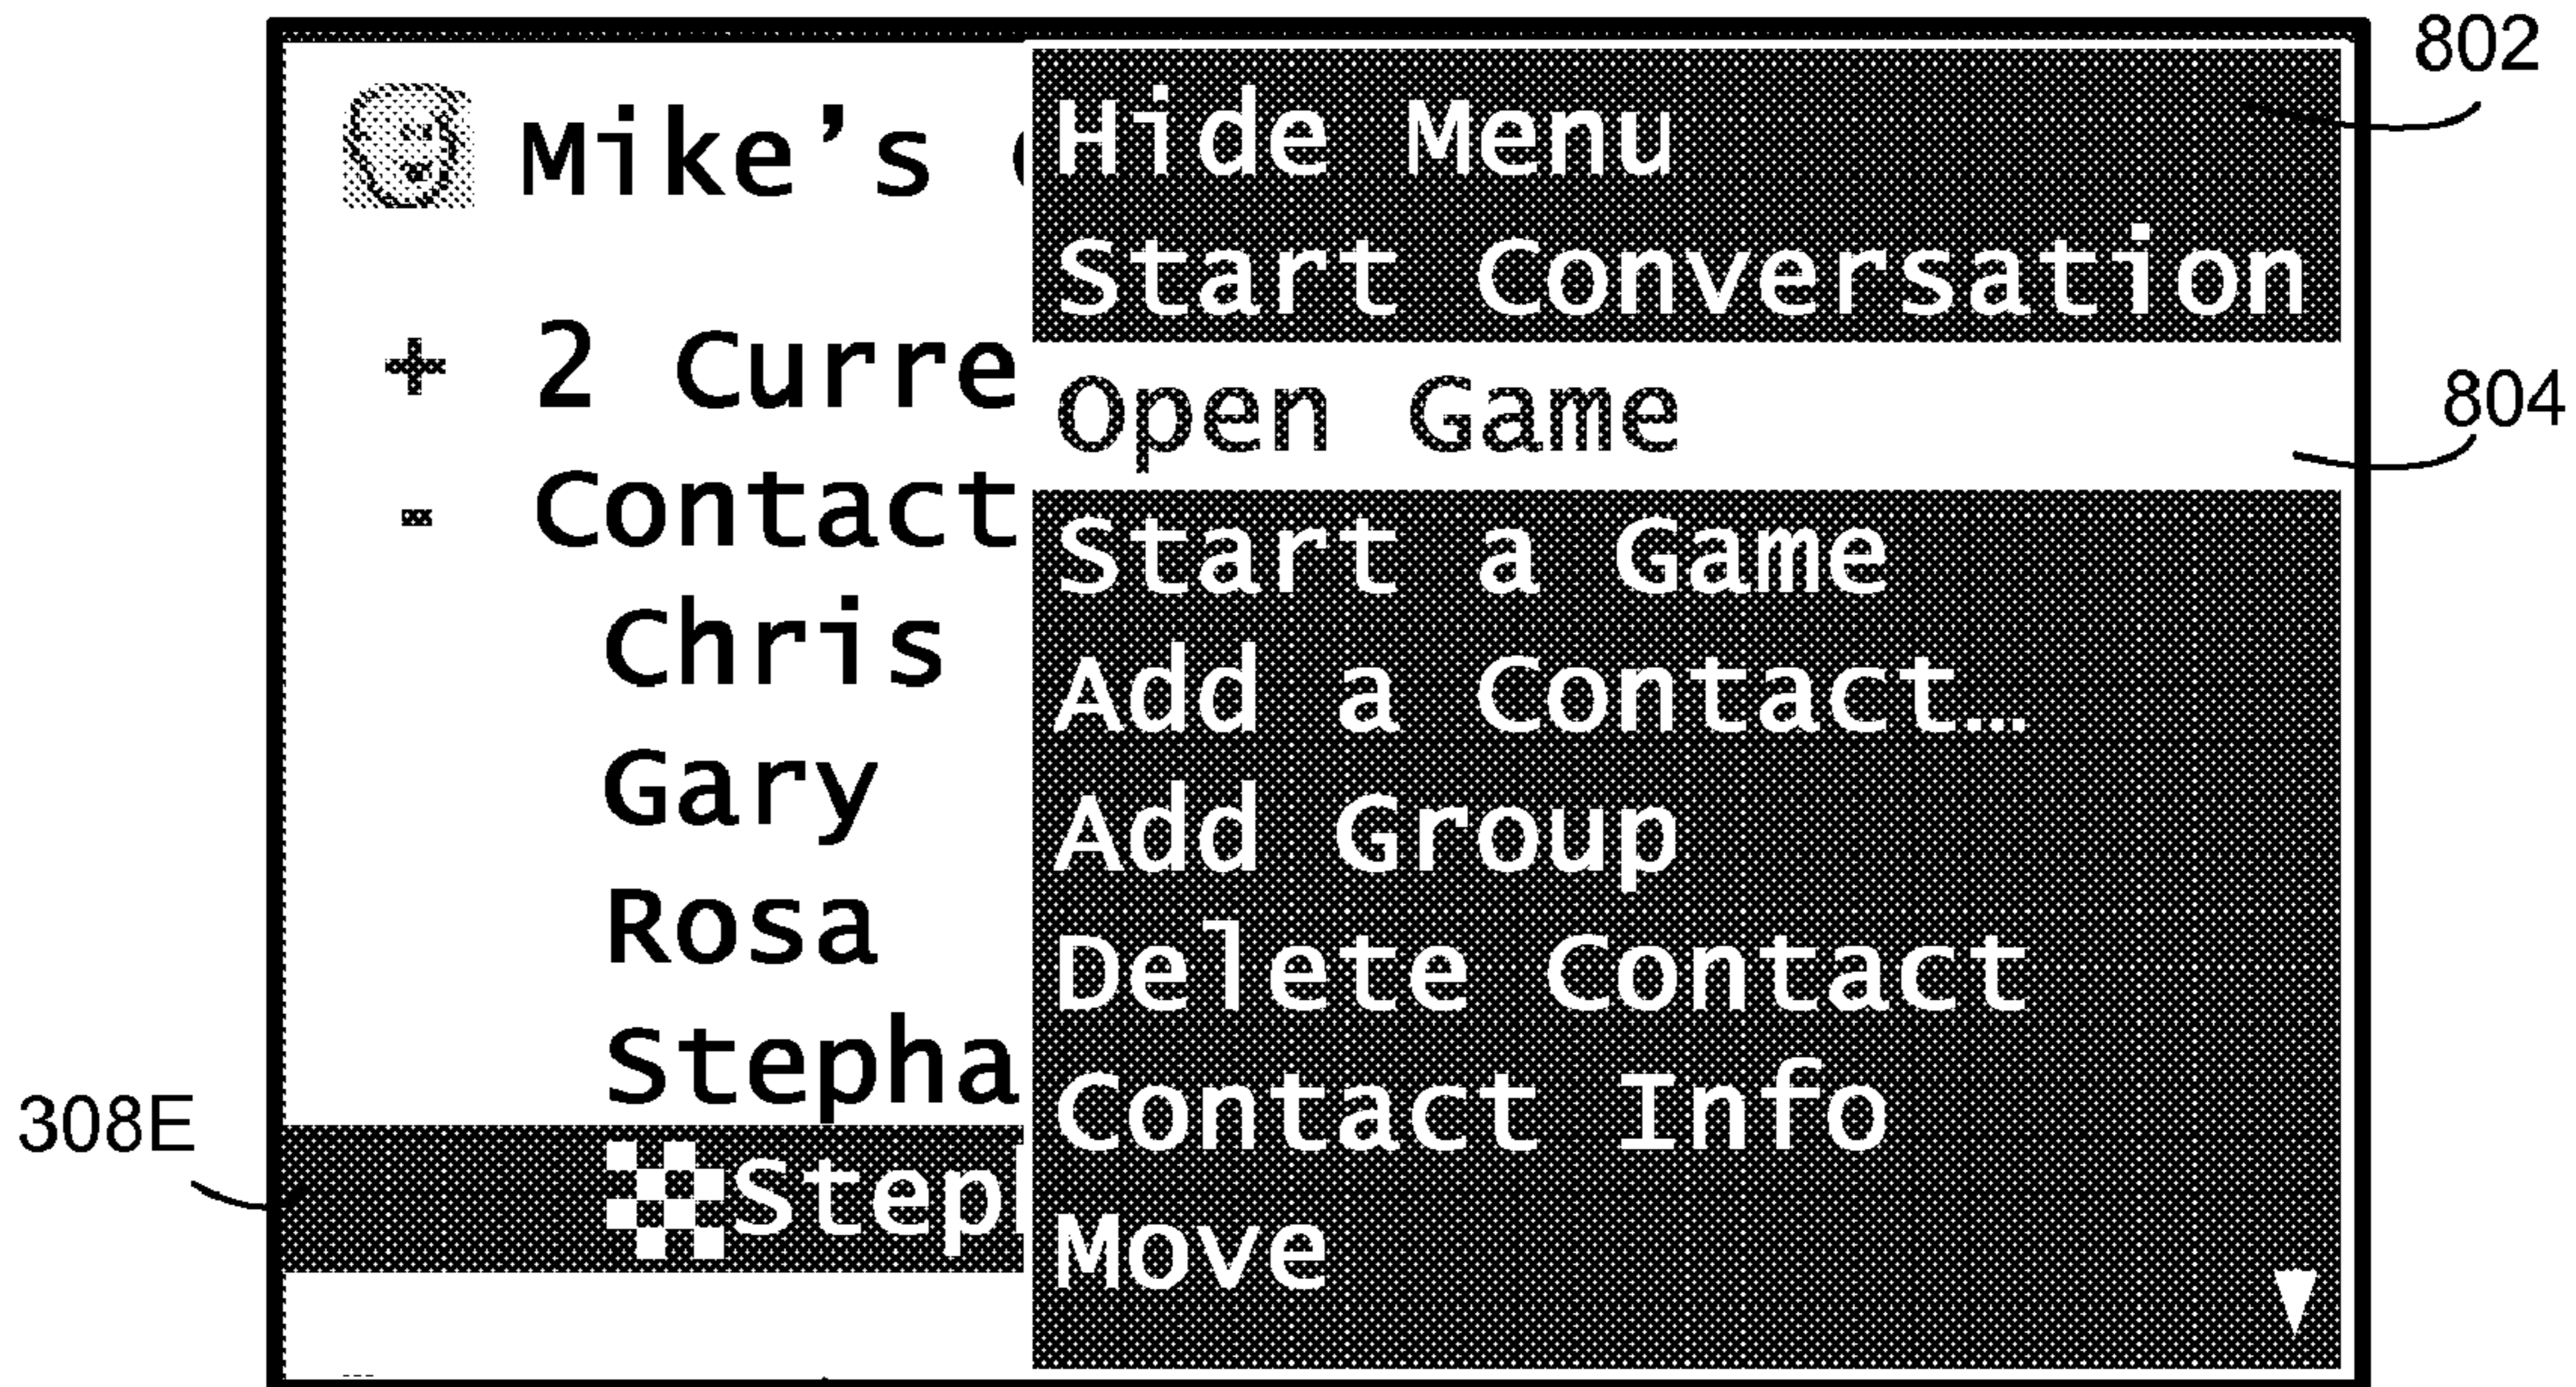 802
Mike's
Hide Menu
Start Conversation
+ 2 Curre
Open Game
804
- Contact
Start a Game
Chris
Add a Contact…
Gary
Add Group
Rosa
Delete Contact
Stepha
Contact Info
308E
Step
Move